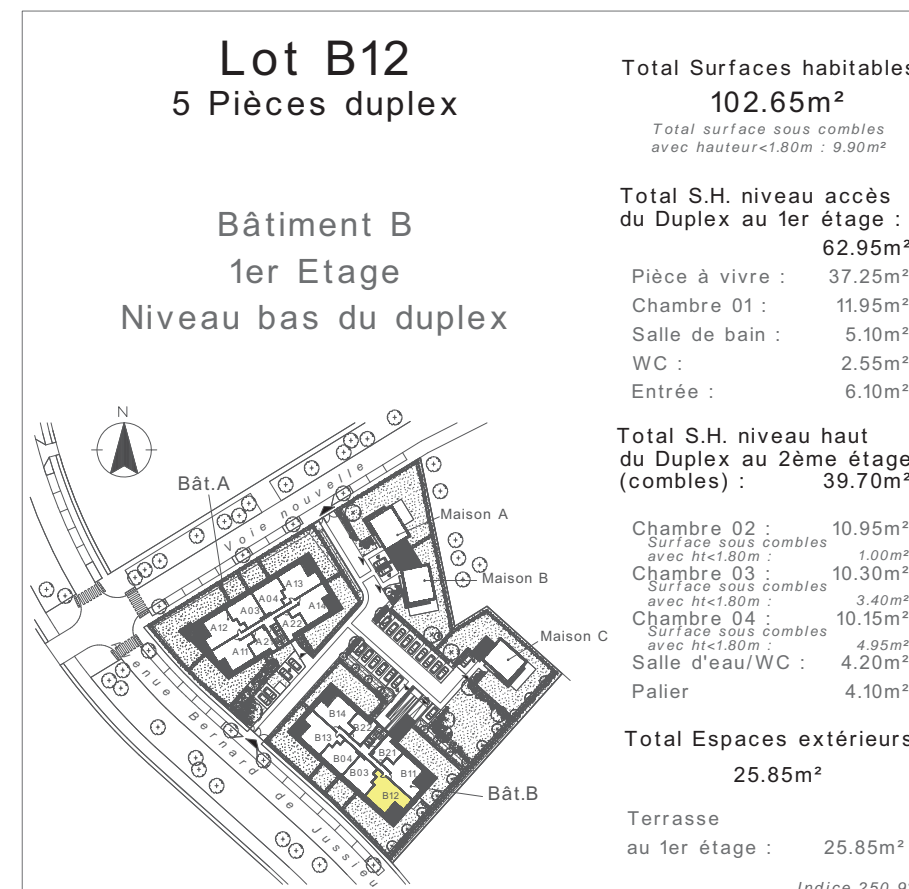 Lot B12
5 Pièces duplex
Bâtiment B
1er Etage
Niveau bas du duplex
Total Surfaces habitables
102.65m²
Total surface sous combles
avec hauteur<1.80m : 9.90m²
Total S.H. niveau accès
du Duplex au 1er étage :
62.95m²
Pièce à vivre : 37.25m²
Chambre 01 : 11.95m²
Salle de bain : 5.10m²
WC : 2.55m²
Entrée : 6.10m²
Total S.H. niveau haut
du Duplex au 2ème étage
(combles) : 39.70m²
Chambre 02 : 10.95m²
Surface sous combles
avec ht<1.80m : 1.00m²
Chambre 03 : 10.30m²
Surface sous combles
avec ht<1.80m : 3.40m²
Chambre 04 : 10.15m²
Surface sous combles
avec ht<1.80m : 4.95m²
Salle d'eau/WC : 4.20m²
Palier 4.10m²
Total Espaces extérieurs
25.85m²
Terrasse
au 1er étage : 25.85m²
N
Bât.A
Voie nouvelle
Maison A
Maison B
Maison C
A13
A04
A14
A03
A22
A12
A11
B14
B22
B13
B21
B04
B11
B03
B12
Bât.B
enue Bernard de Jussieu